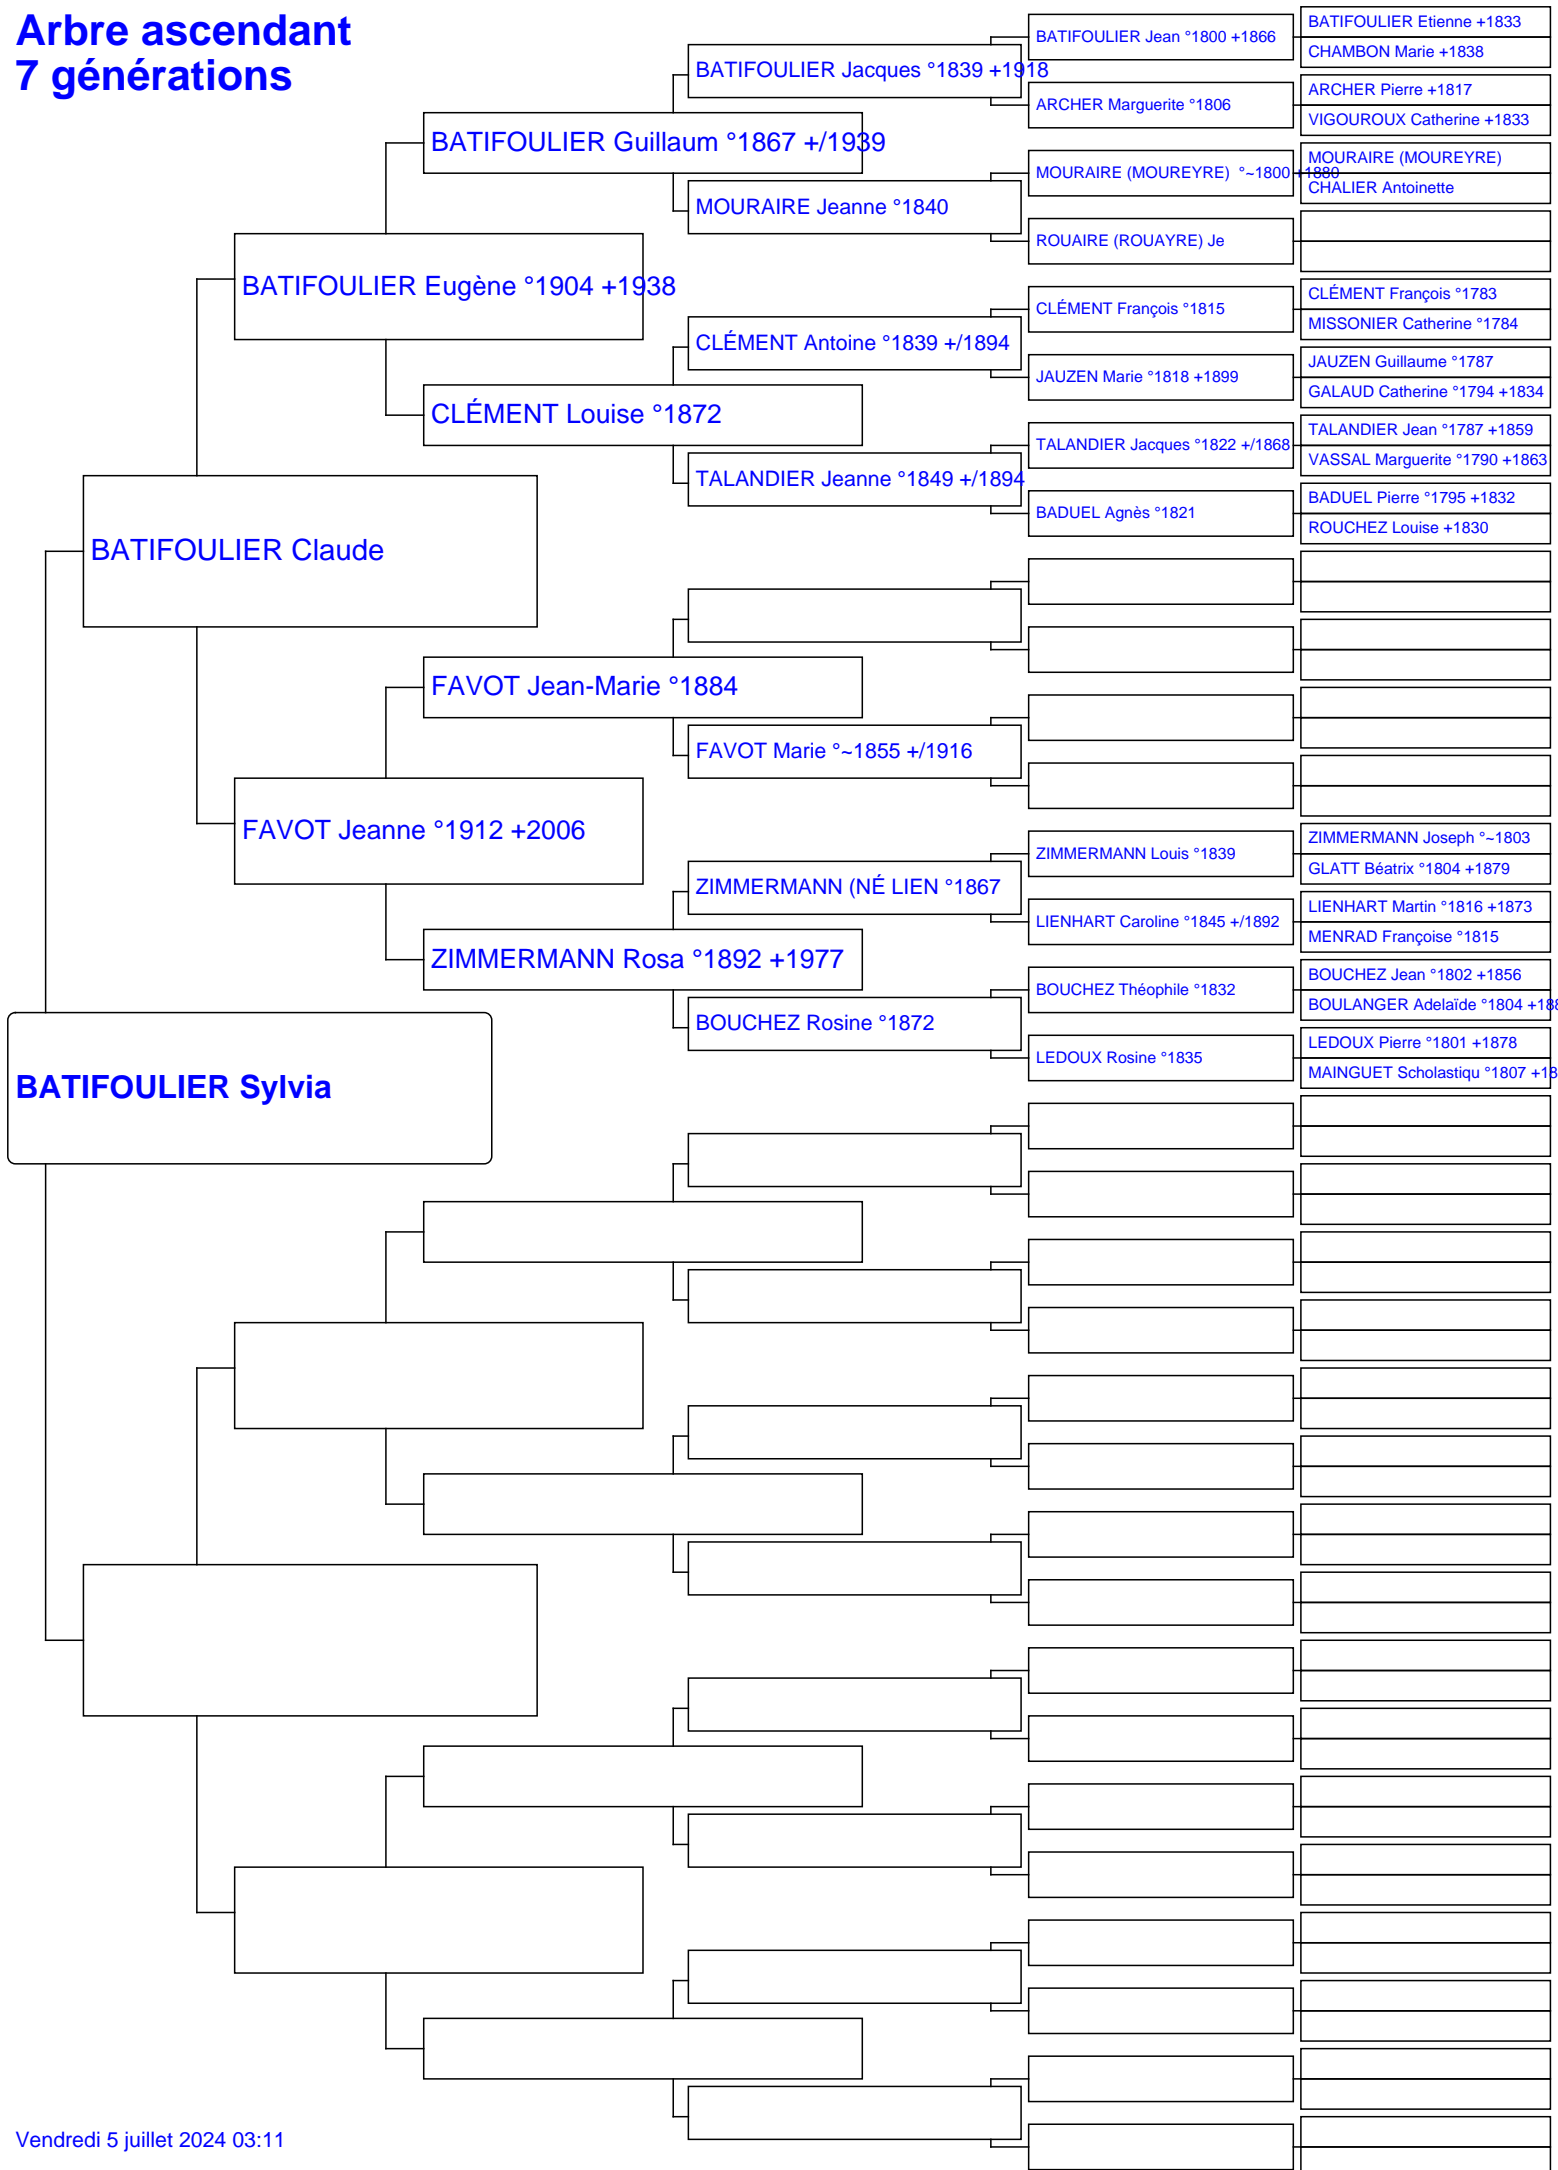 Arbre ascendant
7 générations
BATIFOULIER Sylvia
BATIFOULIER Claude
BATIFOULIER Eugène °1904 +1938
FAVOT Jeanne °1912 +2006
BATIFOULIER Guillaum °1867 +/1939
CLÉMENT Louise °1872
FAVOT Jean-Marie °1884
ZIMMERMANN Rosa °1892 +1977
BATIFOULIER Jacques °1839 +1918
MOURAIRE Jeanne °1840
CLÉMENT Antoine °1839 +/1894
TALANDIER Jeanne °1849 +/1894
FAVOT Marie °~1855 +/1916
ZIMMERMANN (NÉ LIEN °1867
BOUCHEZ Rosine °1872
BATIFOULIER Jean °1800 +1866
ARCHER Marguerite °1806
MOURAIRE (MOUREYRE) °~1800 +1880
ROUAIRE (ROUAYRE) Je
CLÉMENT François °1815
JAUZEN Marie °1818 +1899
TALANDIER Jacques °1822 +/1868
BADUEL Agnès °1821
ZIMMERMANN Louis °1839
LIENHART Caroline °1845 +/1892
BOUCHEZ Théophile °1832
LEDOUX Rosine °1835
BATIFOULIER Etienne +1833
CHAMBON Marie +1838
ARCHER Pierre +1817
VIGOUROUX Catherine +1833
MOURAIRE (MOUREYRE)
CHALIER Antoinette
CLÉMENT François °1783
MISSONIER Catherine °1784
JAUZEN Guillaume °1787
GALAUD Catherine °1794 +1834
TALANDIER Jean °1787 +1859
VASSAL Marguerite °1790 +1863
BADUEL Pierre °1795 +1832
ROUCHEZ Louise +1830
ZIMMERMANN Joseph °~1803
GLATT Béatrix °1804 +1879
LIENHART Martin °1816 +1873
MENRAD Françoise °1815
BOUCHEZ Jean °1802 +1856
BOULANGER Adelaïde °1804 +188
LEDOUX Pierre °1801 +1878
MAINGUET Scholastiqu °1807 +18
Vendredi 5 juillet 2024 03:11